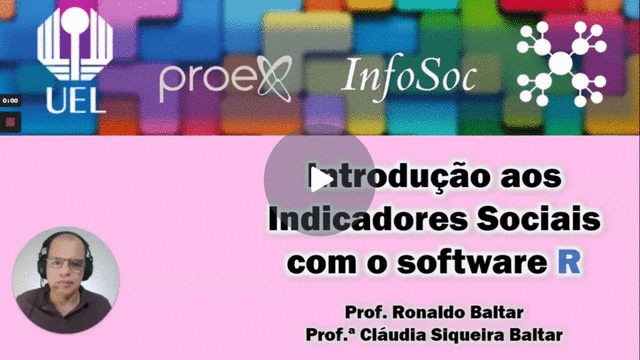 UEL
proex
InfoSoc
0:00
Introdução aos
Indicadores Sociais
com o software R
Prof. Ronaldo Baltar
Prof.ª Cláudia Siqueira Baltar